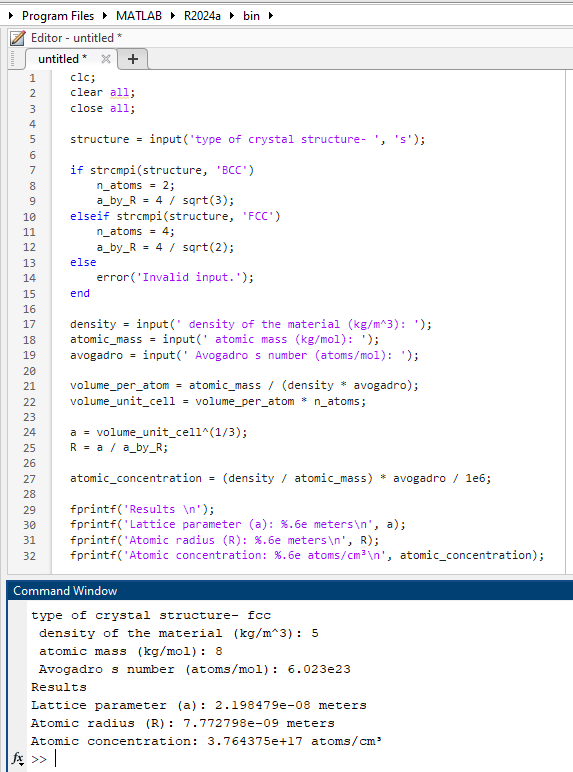 Program Files MATLAB R2024a bin
Editor - untitled *
untitled * × +
1 clc;
2 clear all;
3 close all;
4
5 structure = input('type of crystal structure- ', 's');
6
7 if strcmpi(structure, 'BCC')
8 n_atoms = 2;
9 a_by_R = 4 / sqrt(3);
10 elseif strcmpi(structure, 'FCC')
11 n_atoms = 4;
12 a_by_R = 4 / sqrt(2);
13 else
14 error('Invalid input.');
15 end
16
17 density = input(' density of the material (kg/m^3): ');
18 atomic_mass = input(' atomic mass (kg/mol): ');
19 avogadro = input(' Avogadro s number (atoms/mol): ');
20
21 volume_per_atom = atomic_mass / (density * avogadro);
22 volume_unit_cell = volume_per_atom * n_atoms;
23
24 a = volume_unit_cell^(1/3);
25 R = a / a_by_R;
26
27 atomic_concentration = (density / atomic_mass) * avogadro / 1e6;
28
29 fprintf('Results \n');
30 fprintf('Lattice parameter (a): %.6e meters\n', a);
31 fprintf('Atomic radius (R): %.6e meters\n', R);
32 fprintf('Atomic concentration: %.6e atoms/cm³\n', atomic_concentration);
Command Window
type of crystal structure- fcc
density of the material (kg/m^3): 5
atomic mass (kg/mol): 8
Avogadro s number (atoms/mol): 6.023e23
Results
Lattice parameter (a): 2.198479e-08 meters
Atomic radius (R): 7.772798e-09 meters
Atomic concentration: 3.764375e+17 atoms/cm³
fx >>